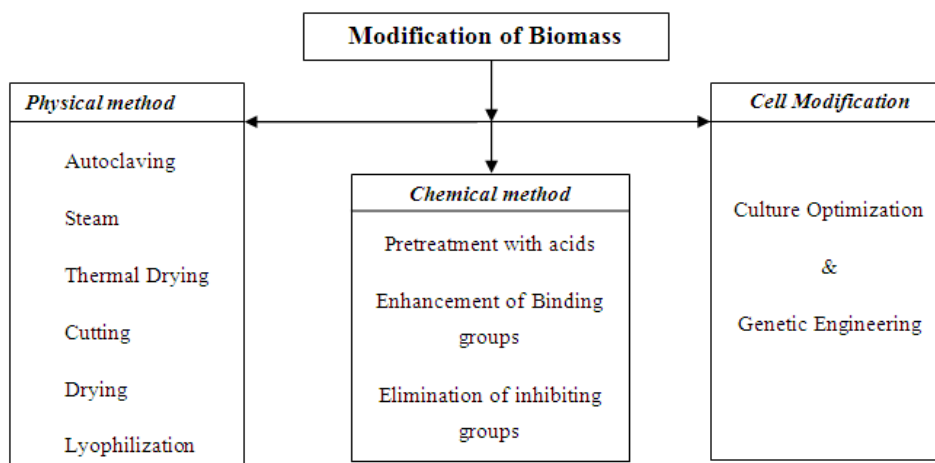 Modification of Biomass
Physical method
Autoclaving
Steam
Thermal Drying
Cutting
Drying
Lyophilization
Chemical method
Pretreatment with acids
Enhancement of Binding
groups
Elimination of inhibiting
groups
Cell Modification
Culture Optimization
&
Genetic Engineering